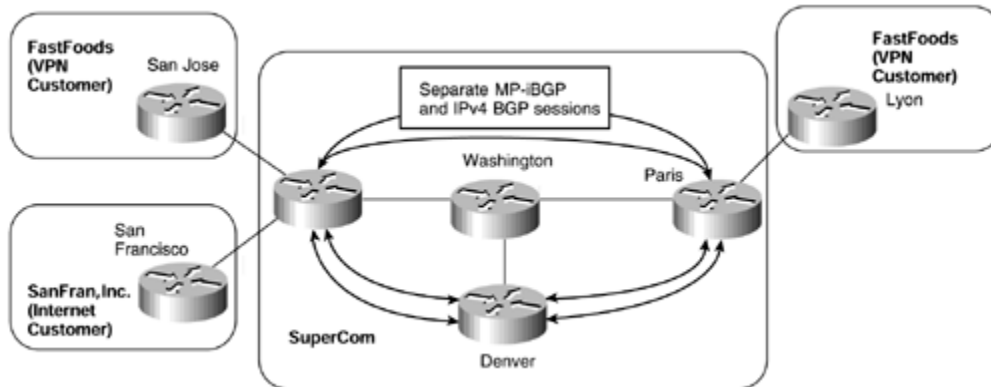 FastFoods
(VPN
Customer)
San Jose
Separate MP-iBGP
and IPv4 BGP sessions
FastFoods
(VPN
Customer)
Lyon
Washington
Paris
San
Francisco
SanFran,Inc.
(Internet
Customer)
SuperCom
Denver